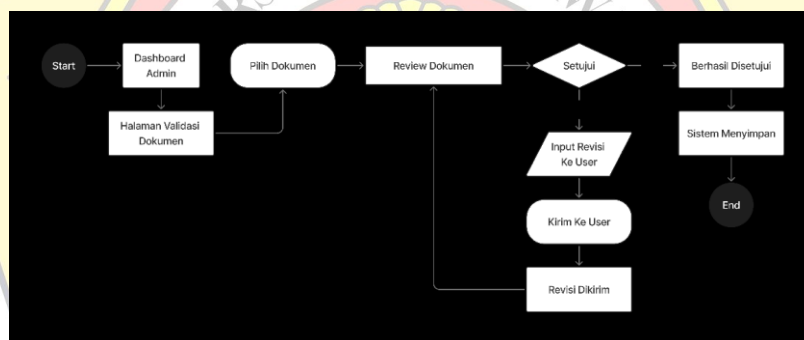 Start
Dashboard
Admin
Halaman Validasi
Dokumen
Pilih Dokumen
Review Dokumen
Setujui
Berhasil Disetujui
Sistem Menyimpan
End
Input Revisi
Ke User
Kirim Ke User
Revisi Dikirim